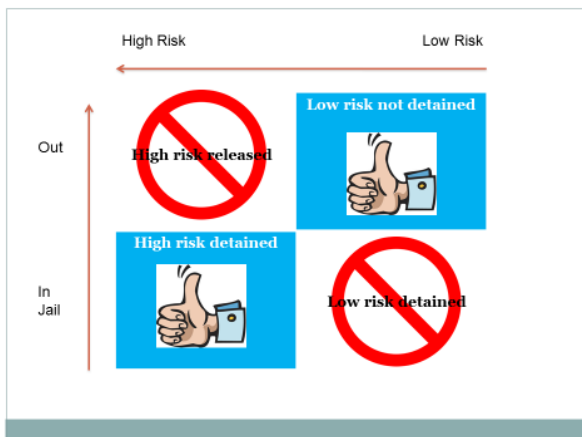 High Risk
Low Risk
Low risk not detained
Out
High risk released
High risk detained
In
Jail
Low risk detained